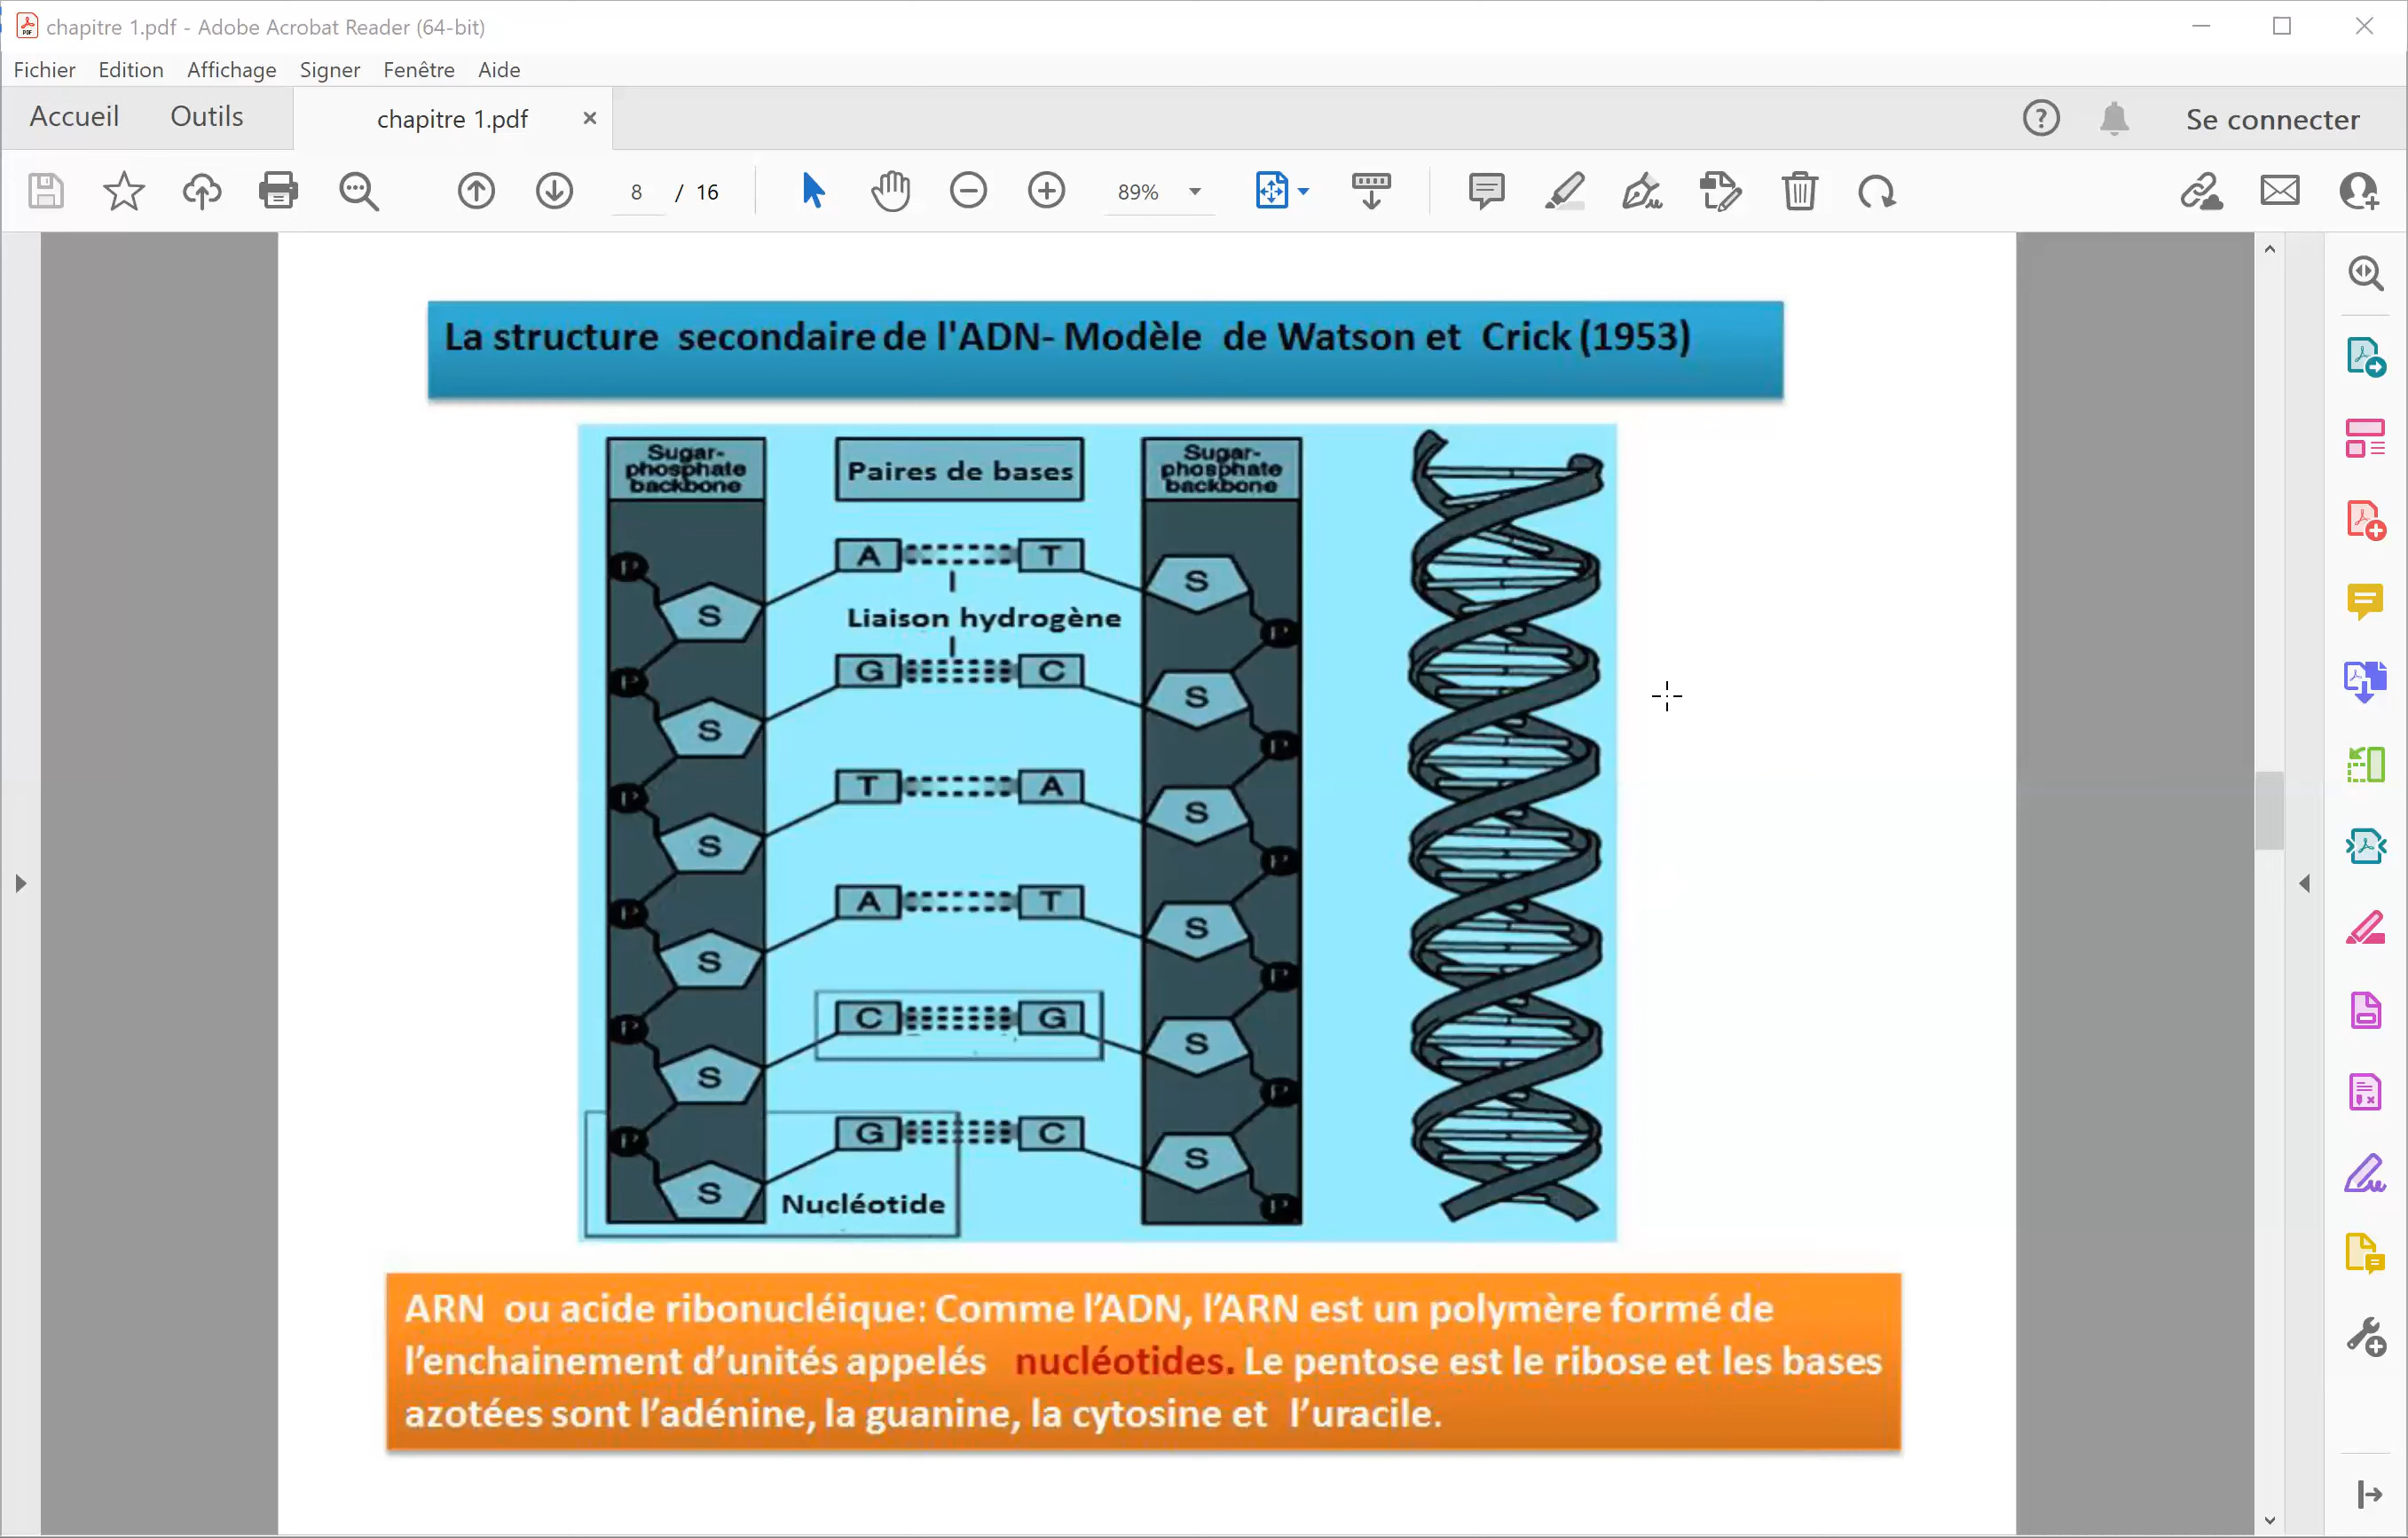 chapitre 1.pdf - Adobe Acrobat Reader (64-bit)
Fichier Edition Affichage Signer Fenêtre Aide
Accueil Outils chapitre 1.pdf Se connecter
8 / 16 89%
La structure secondaire de l'ADN- Modèle de Watson et Crick (1953)
Sugar-
phosphate
backbone
Paires de bases
Sugar-
phosphate
backbone
A T
P S S
Liaison hydrogène
P
G C
P S S
P
T A
P S S
P
A T
P S S
P
C G
P S S
P
G C
P S S
Nucléotide
P
ARN ou acide ribonucléique: Comme l'ADN, l'ARN est un polymère formé de
l'enchainement d'unités appelés nucléotides. Le pentose est le ribose et les bases
azotées sont l'adénine, la guanine, la cytosine et l'uracile.